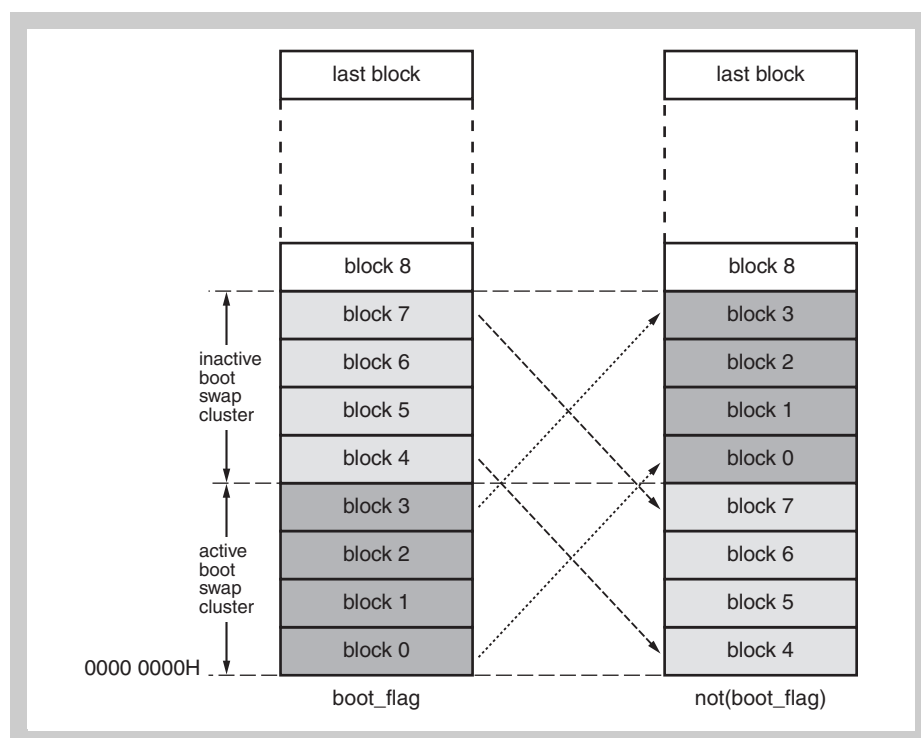 last block
last block
block 8
block 8
block 7
block 3
inactive
boot
swap
cluster
block 6
block 2
block 5
block 1
block 4
block 0
block 3
block 7
active
boot
swap
cluster
block 2
block 6
block 1
block 5
block 0
block 4
0000 0000H
boot_flag
not(boot_flag)